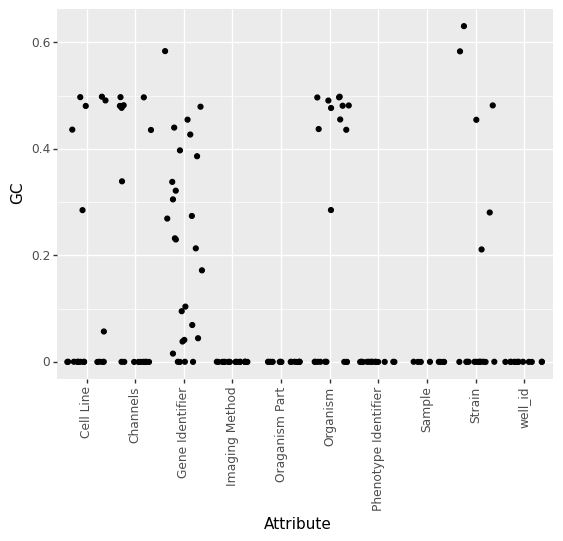 0.6
0.4
0.2
0
GC
Cell Line
Channels
Gene Identifier
Imaging Method
Oraganism Part
Organism
Phenotype Identifier
Sample
Strain
well_id
Attribute